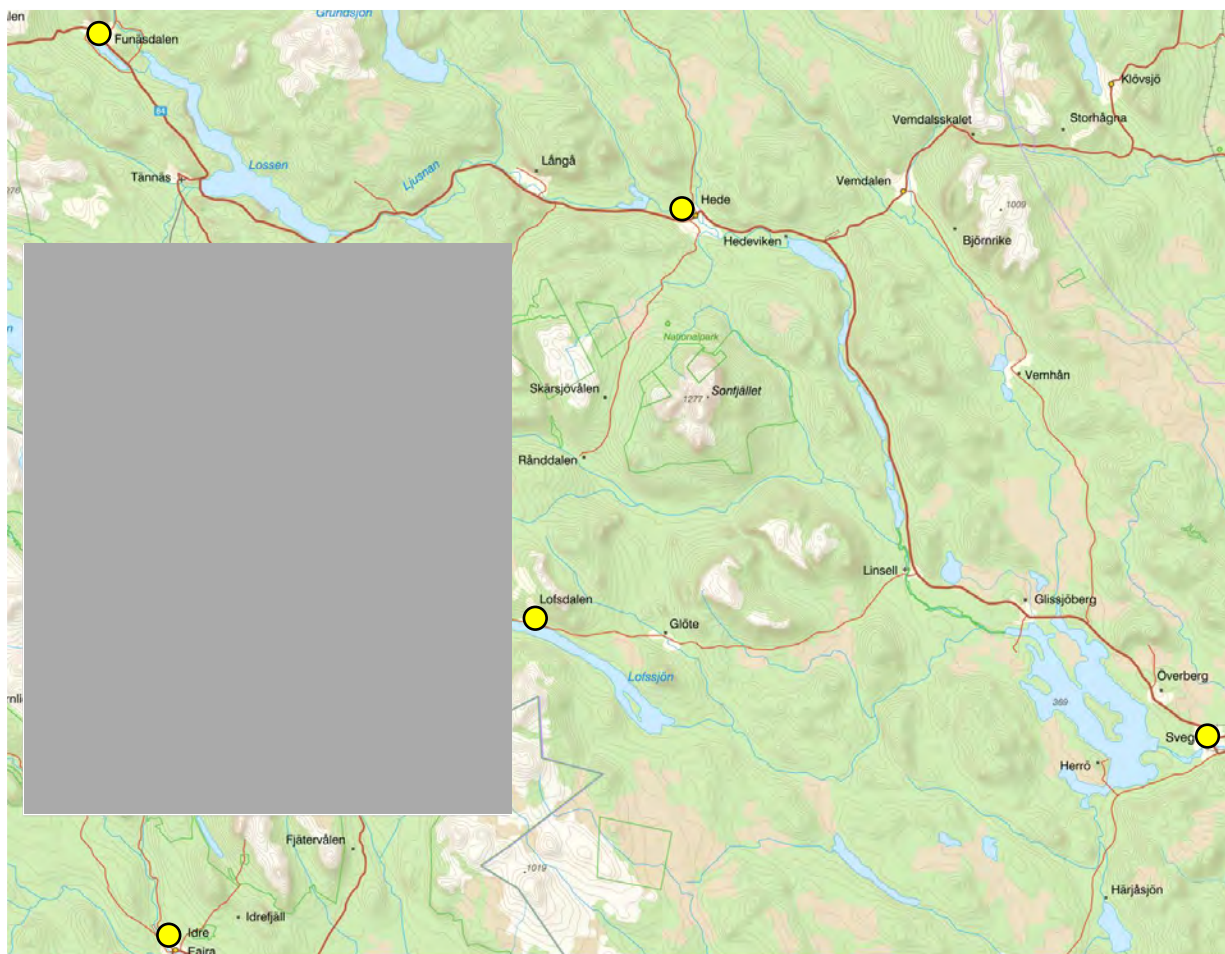 Grundsjön
Funäsdalen
84
Klövsjö
Storhågna
Vemdalsskalet
Lossen
Långå
Ljusnan
Tännäs
Vemdalen
Hede
1009
Björnrike
Hedeviken
Nationalpark
Vemhån
Skärsjövålen
1277
Sonfjället
Rånddalen
Linsell
Lofsdalen
Glissjöberg
Glöte
Lofssjön
Överberg
369
Sveg
Herrö
Fjätervålen
1019
Härjåsjön
Idrefjäll
Idre